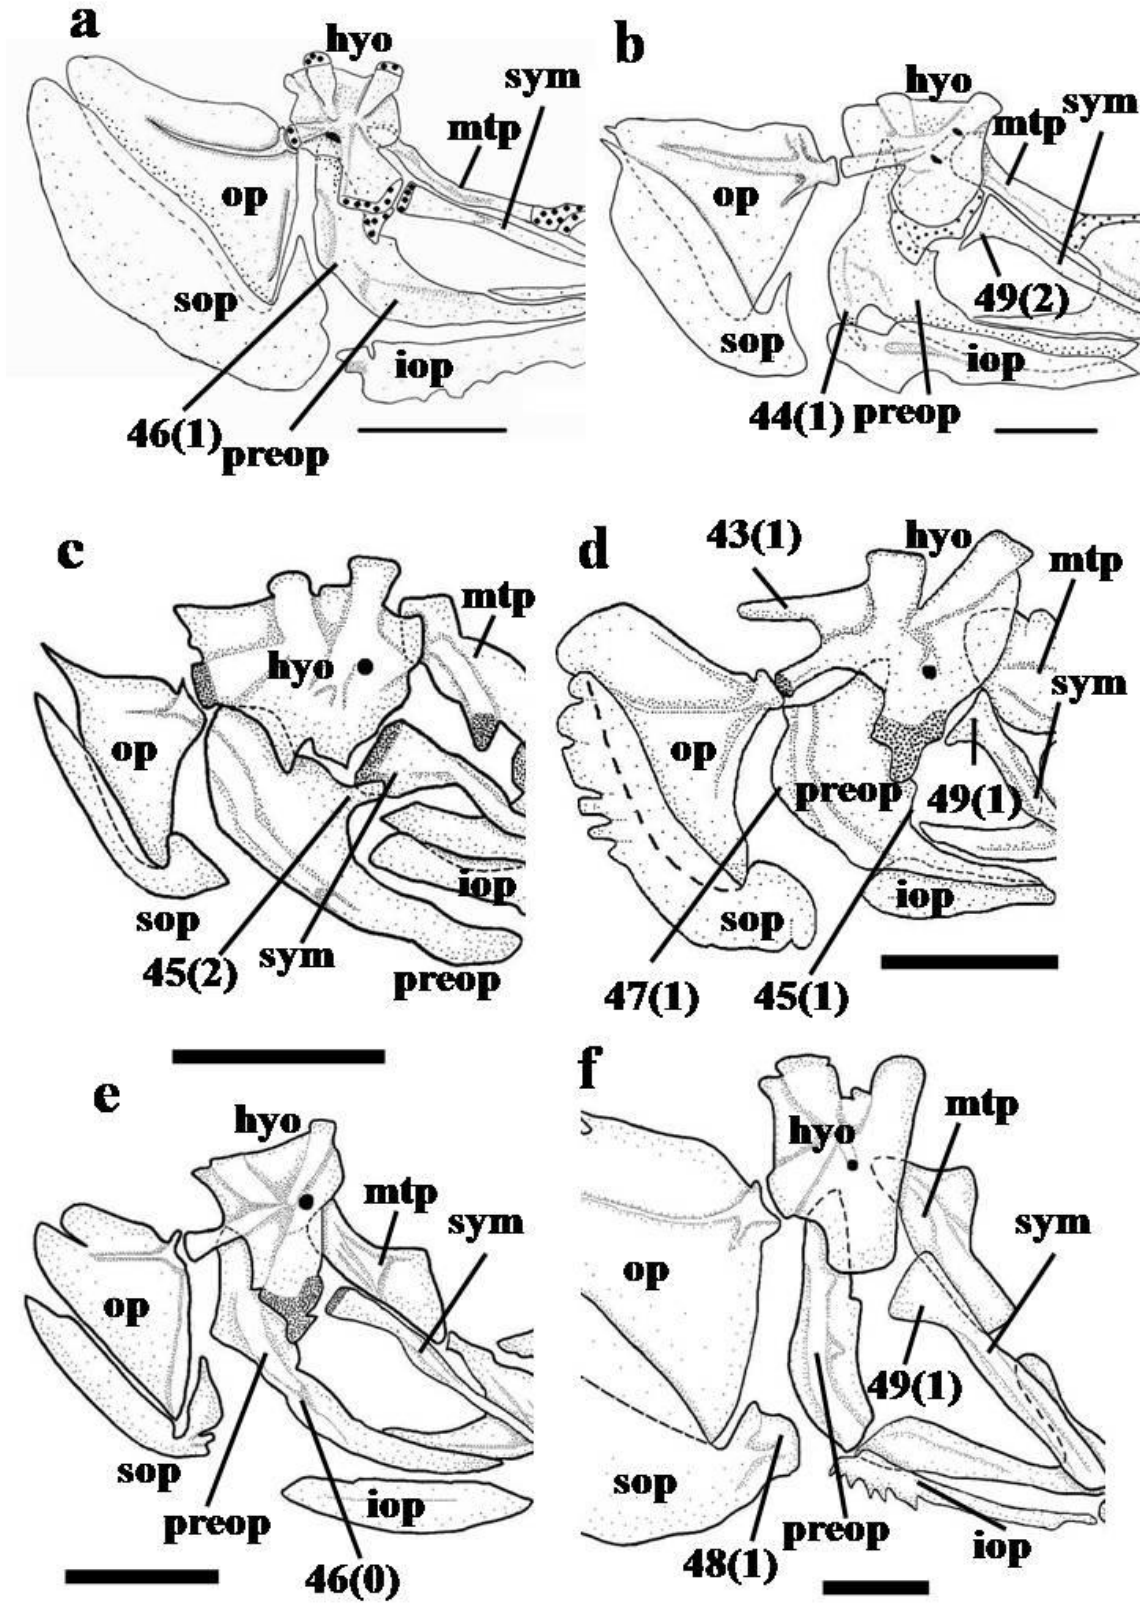 a
hyo
sym
mtp
op
sop
iop
46(1)
preop
b
hyo
sym
mtp
op
49(2)
sop
iop
44(1)
preop
c
mtp
hyo
op
iop
sop
sym
45(2)
preop
d
43(1)
hyo
mtp
sym
op
preop
49(1)
iop
sop
47(1)
45(1)
e
hyo
mtp
sym
op
sop
iop
preop
46(0)
f
mtp
hyo
sym
op
49(1)
sop
preop
iop
48(1)